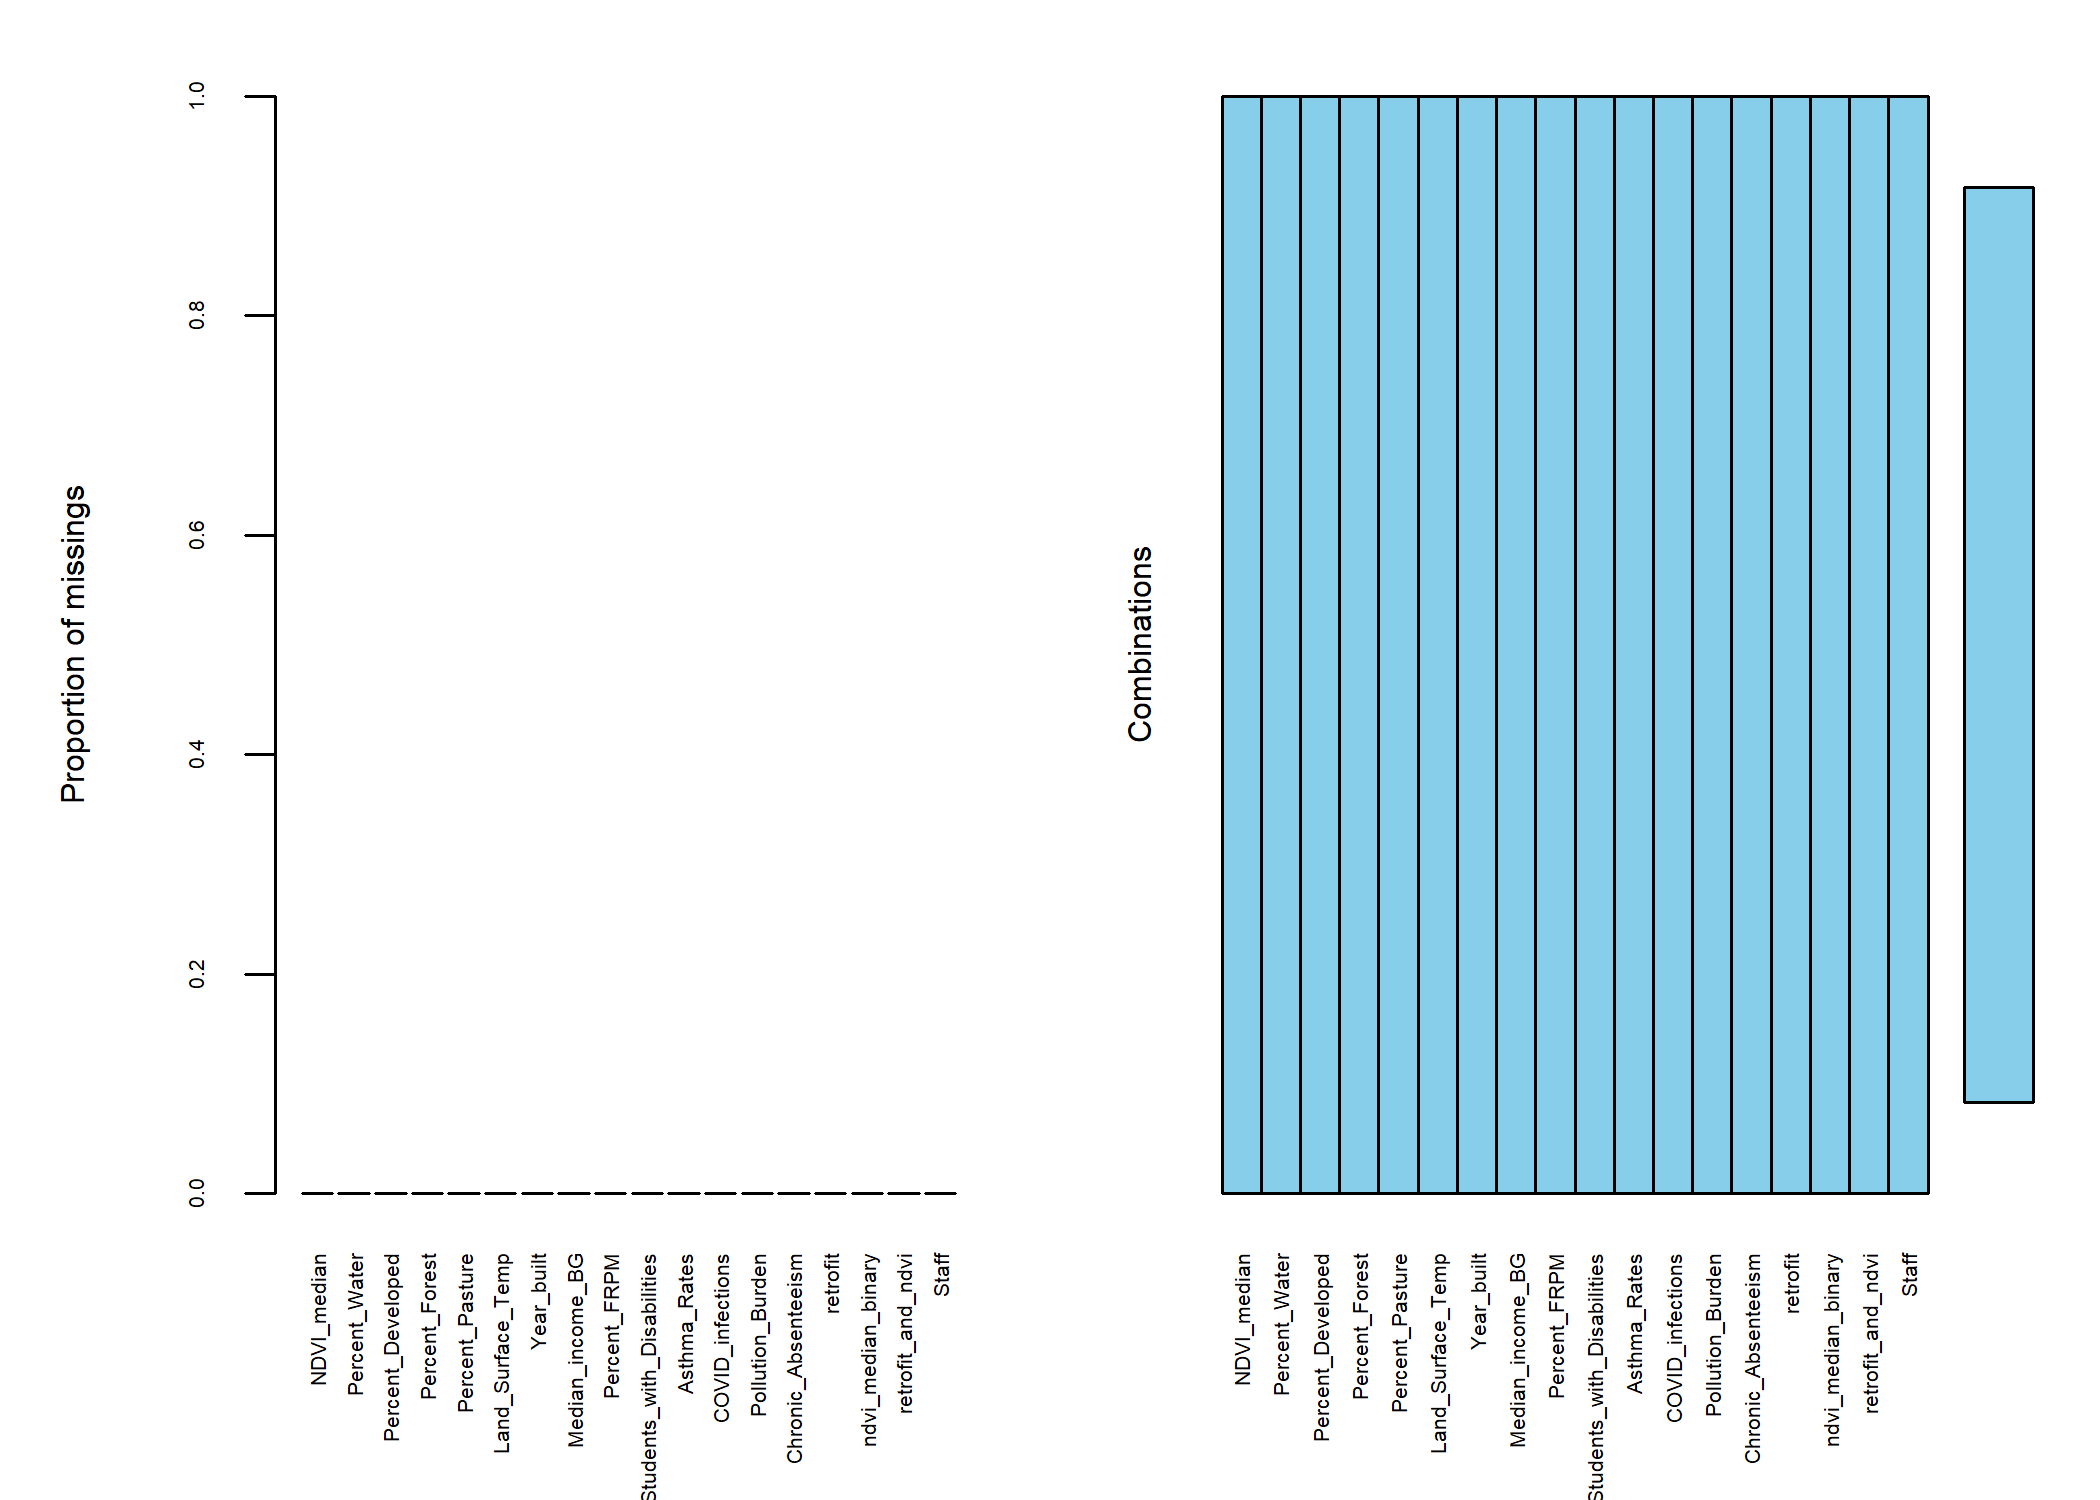 Proportion of missings
1.0
0.8
0.6
0.4
0.2
0.0
NDVI_median
Percent_Water
Percent_Developed
Percent_Forest
Percent_Pasture
Land_Surface_Temp
Year_built
Median_income_BG
Percent_FRPM
Students_with_Disabilities
Asthma_Rates
COVID_infections
Pollution_Burden
Chronic_Absenteeism
retrofit
ndvi_median_binary
retrofit_and_ndvi
Staff
Combinations
NDVI_median
Percent_Water
Percent_Developed
Percent_Forest
Percent_Pasture
Land_Surface_Temp
Year_built
Median_income_BG
Percent_FRPM
Students_with_Disabilities
Asthma_Rates
COVID_infections
Pollution_Burden
Chronic_Absenteeism
retrofit
ndvi_median_binary
retrofit_and_ndvi
Staff